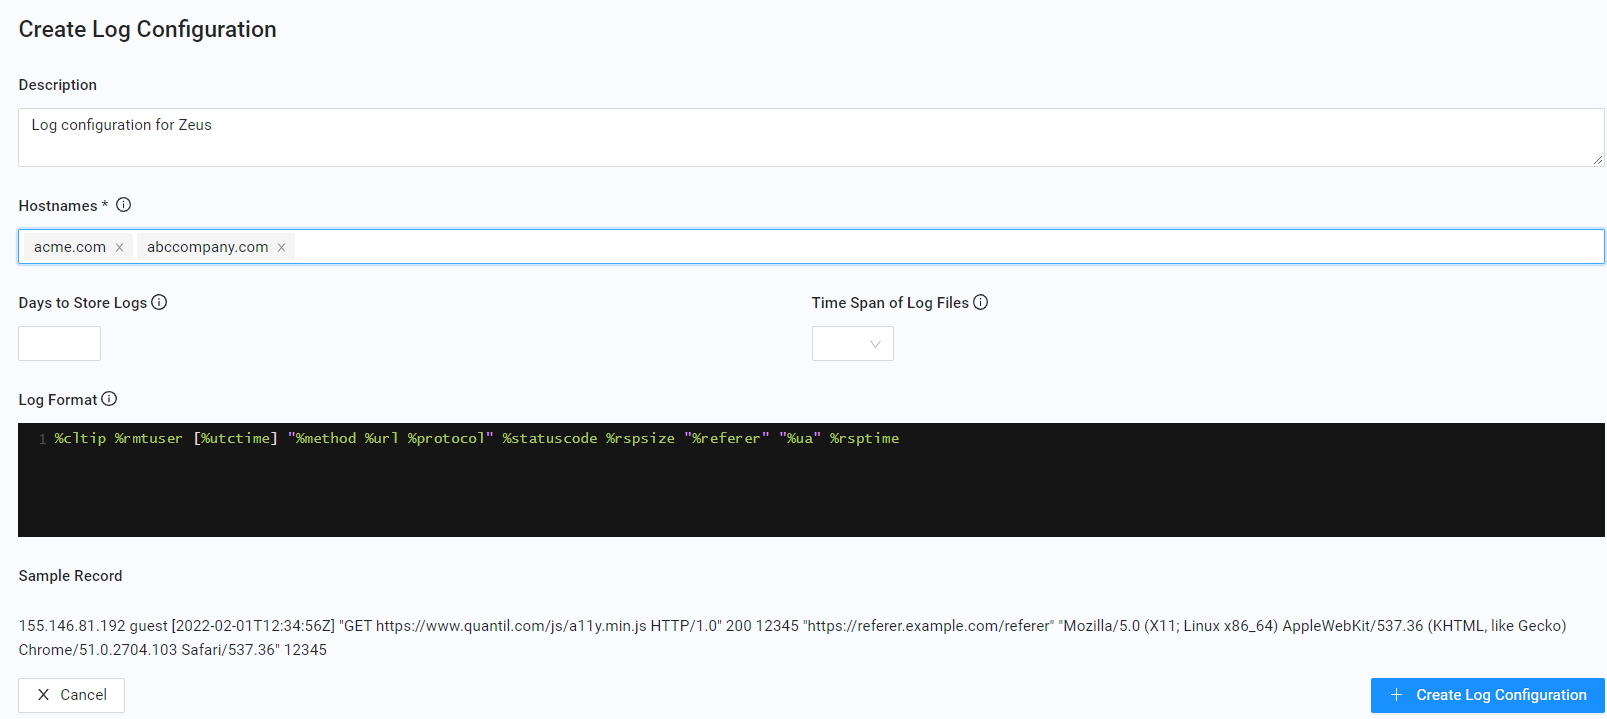 Create Log Configuration
Description
Log configuration for Zeus
Hostnames *
acme.com × abccompany.com ×
Days to Store Logs Time Span of Log Files
Log Format
1 %cltip %rmtuser [%utctime] "%method %url %protocol" %statuscode %rspsize "%referer" "%ua" %rsptime
Sample Record
155.146.81.192 guest [2022-02-01T12:34:56Z] "GET https://www.quantil.com/js/a11y.min.js HTTP/1.0" 200 12345 "https://referer.example.com/referer" "Mozilla/5.0 (X11; Linux x86_64) AppleWebKit/537.36 (KHTML, like Gecko)
Chrome/51.0.2704.103 Safari/537.36" 12345
Cancel + Create Log Configuration